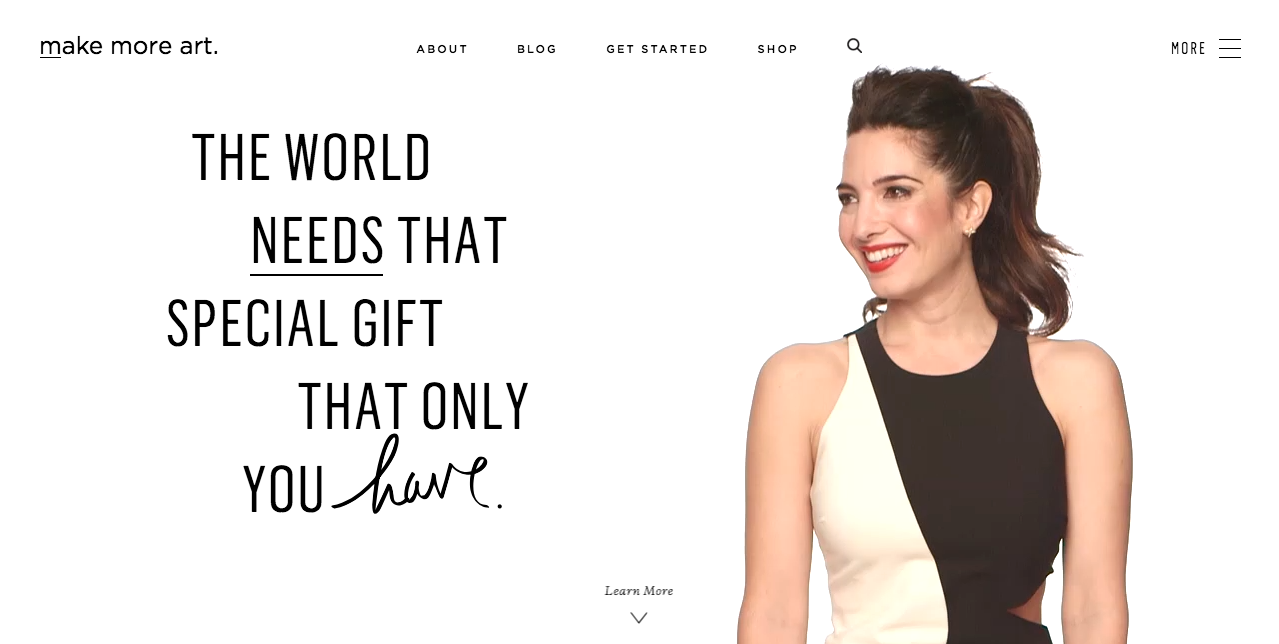 make more art.
ABOUT BLOG GET STARTED SHOP
MORE
THE WORLD
NEEDS THAT
SPECIAL GIFT
THAT ONLY
YOU have.
Learn More